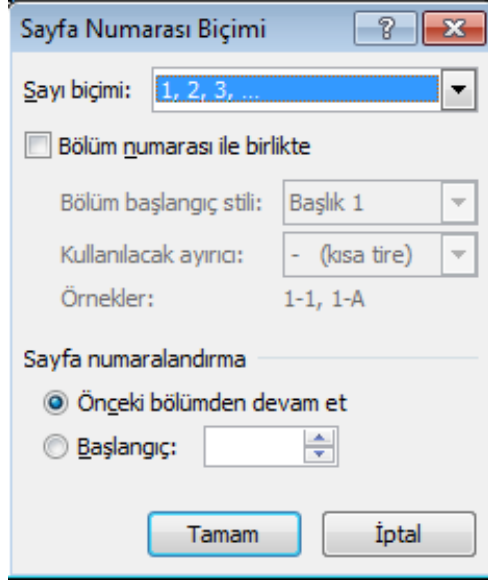 Sayfa Numarası Biçimi
Sayı biçimi: 1, 2, 3, ...
Bölüm numarası ile birlikte
Bölüm başlangıç stili: Başlık 1
Kullanılacak ayırıcı: - (kısa tire)
Örnekler: 1-1, 1-A
Sayfa numaralandırma
Önceki bölümden devam et
Başlangıç:
Tamam İptal